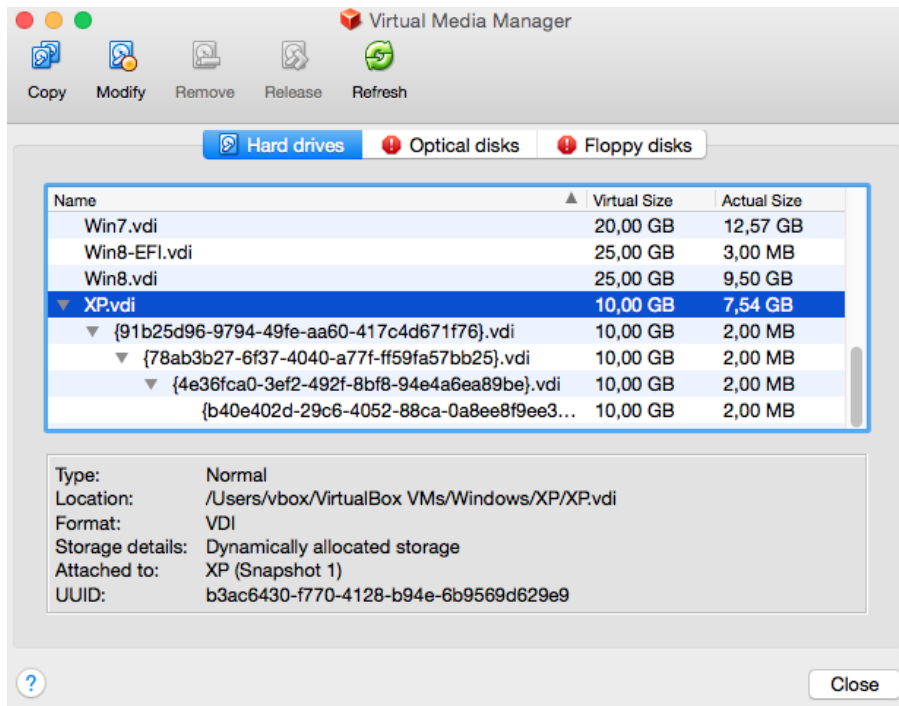 Virtual Media Manager
Copy Modify Remove Release Refresh
Hard drives Optical disks Floppy disks
Name Virtual Size Actual Size
Win7.vdi 20,00 GB 12,57 GB
Win8-EFI.vdi 25,00 GB 3,00 MB
Win8.vdi 25,00 GB 9,50 GB
XP.vdi 10,00 GB 7,54 GB
{91b25d96-9794-49fe-aa60-417c4d671f76}.vdi 10,00 GB 2,00 MB
{78ab3b27-6f37-4040-a77f-ff59fa57bb25}.vdi 10,00 GB 2,00 MB
{4e36fca0-3ef2-492f-8bf8-94e4a6ea89be}.vdi 10,00 GB 2,00 MB
{b40e402d-29c6-4052-88ca-0a8ee8f9ee3... 10,00 GB 2,00 MB
Type: Normal
Location: /Users/vbox/VirtualBox VMs/Windows/XP/XP.vdi
Format: VDI
Storage details: Dynamically allocated storage
Attached to: XP (Snapshot 1)
UUID: b3ac6430-f770-4128-b94e-6b9569d629e9
? Close